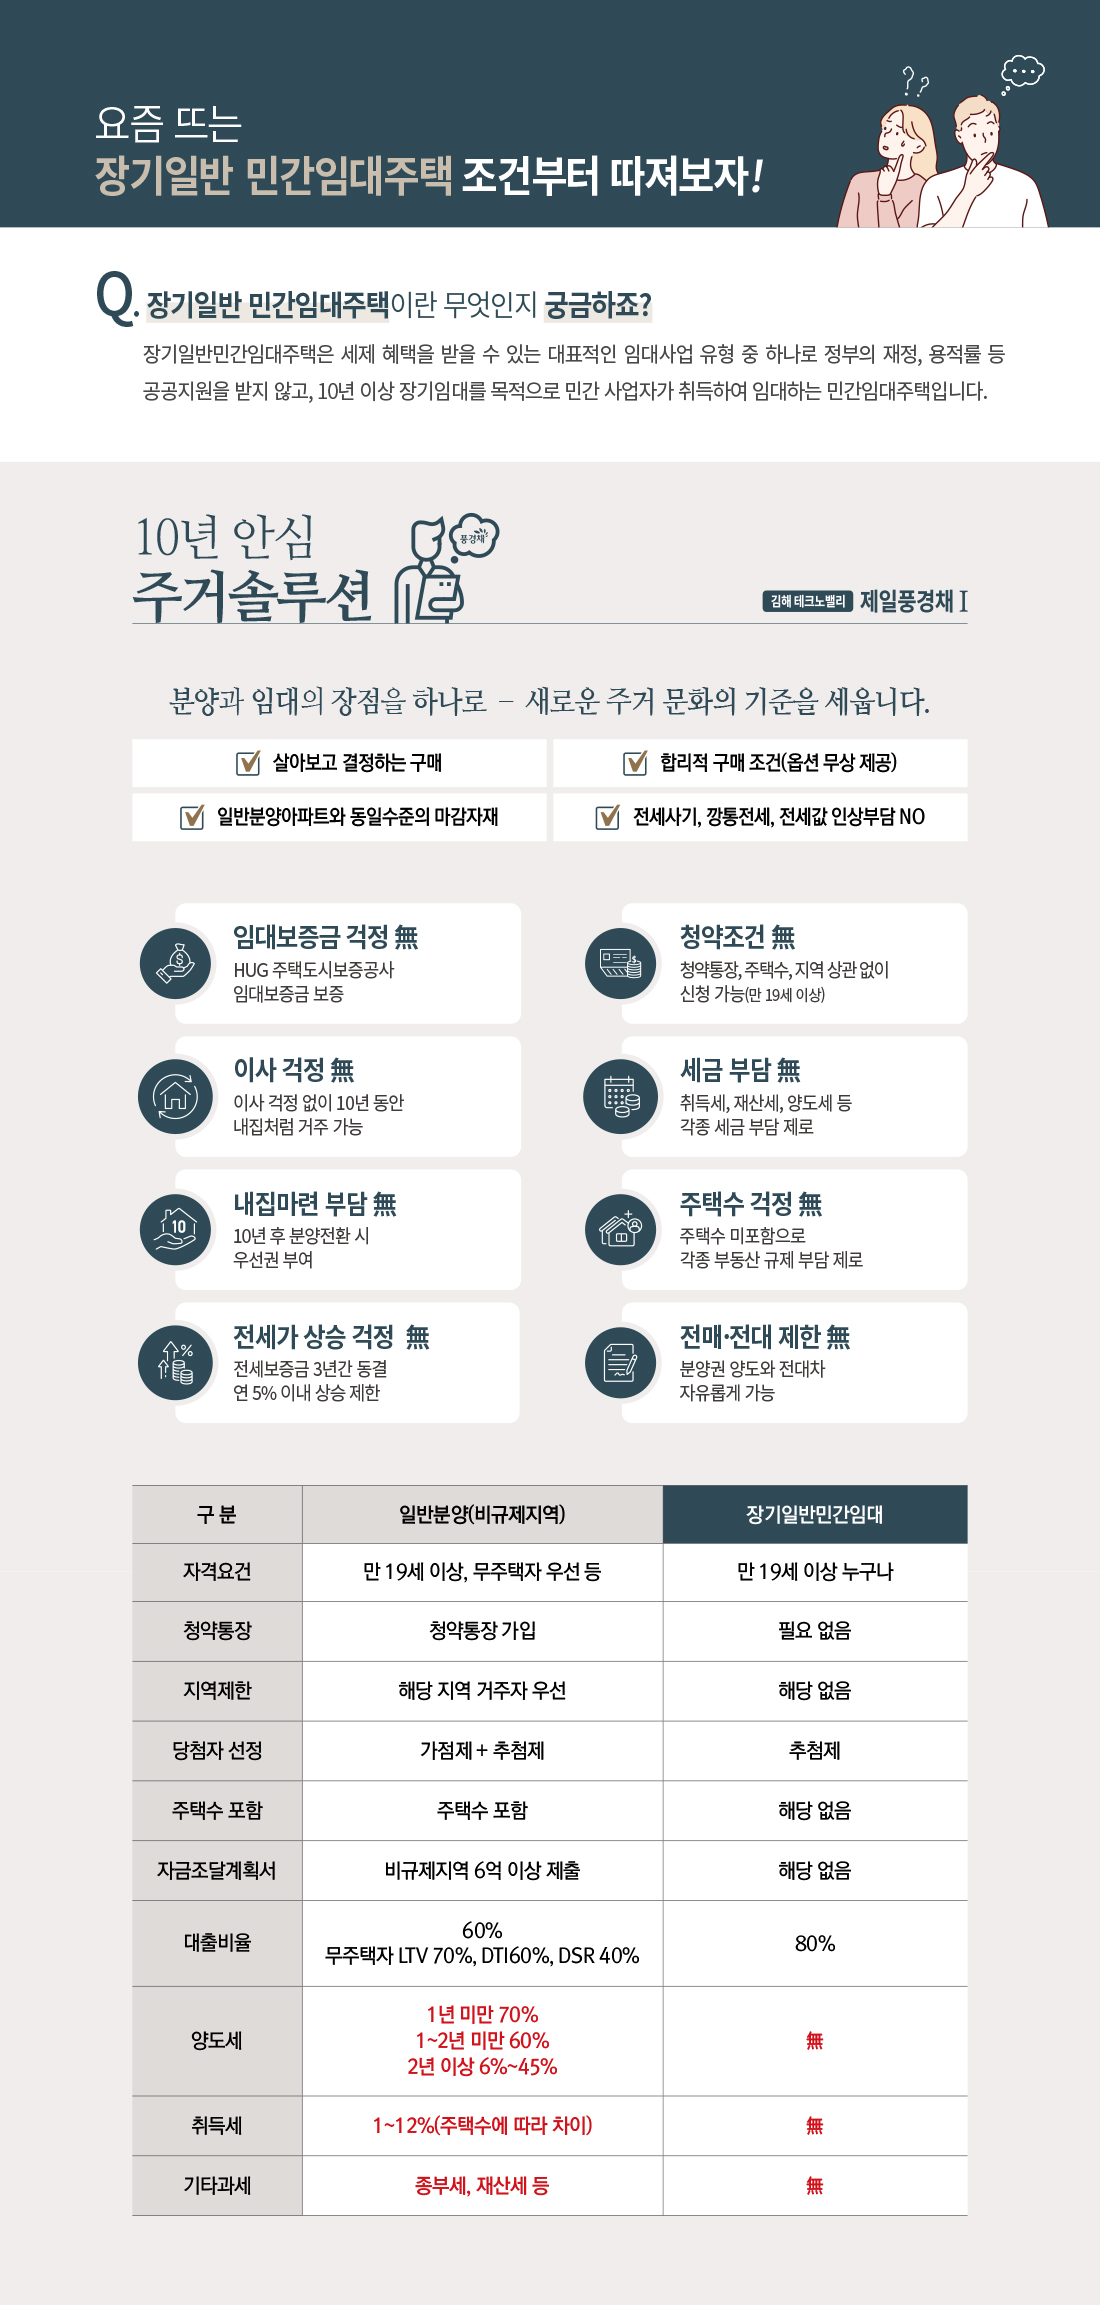 요즘 뜨는
장기일반 민간임대주택 조건부터 따져보자!
Q. 장기일반 민간임대주택이란 무엇인지 궁금하죠?
장기일반민간임대주택은 세제 혜택을 받을 수 있는 대표적인 임대사업 유형 중 하나로 정부의 재정, 용적률 등
공공지원을 받지 않고, 10년 이상 장기임대를 목적으로 민간 사업자가 취득하여 임대하는 민간임대주택입니다.
10년 안심
주거솔루션
풍경채
김해 테크노밸리 제일풍경채 I
분양과 임대의 장점을 하나로 – 새로운 주거 문화의 기준을 세웁니다.
살아보고 결정하는 구매
합리적 구매 조건(옵션 무상 제공)
일반분양아파트와 동일수준의 마감자재
전세사기, 깡통전세, 전세값 인상부담 NO
임대보증금 걱정 無
HUG 주택도시보증공사
임대보증금 보증
청약조건 無
청약통장, 주택수, 지역 상관 없이
신청 가능(만 19세 이상)
이사 걱정 無
이사 걱정 없이 10년 동안
내집처럼 거주 가능
세금 부담 無
취득세, 재산세, 양도세 등
각종 세금 부담 제로
10
내집마련 부담 無
10년 후 분양전환 시
우선권 부여
주택수 걱정 無
주택수 미포함으로
각종 부동산 규제 부담 제로
%
전세가 상승 걱정 無
전세보증금 3년간 동결
연 5% 이내 상승 제한
전매·전대 제한 無
분양권 양도와 전대차
자유롭게 가능
구 분 일반분양(비규제지역) 장기일반민간임대
자격요건 만 19세 이상, 무주택자 우선 등 만 19세 이상 누구나
청약통장 청약통장 가입 필요 없음
지역제한 해당 지역 거주자 우선 해당 없음
당첨자 선정 가점제 + 추첨제 추첨제
주택수 포함 주택수 포함 해당 없음
자금조달계획서 비규제지역 6억 이상 제출 해당 없음
대출비율
60%
무주택자 LTV 70%, DTI60%, DSR 40%
80%
양도세
1년 미만 70%
1~2년 미만 60%
2년 이상 6%~45%
無
취득세 1~12%(주택수에 따라 차이) 無
기타과세 종부세, 재산세 등 無